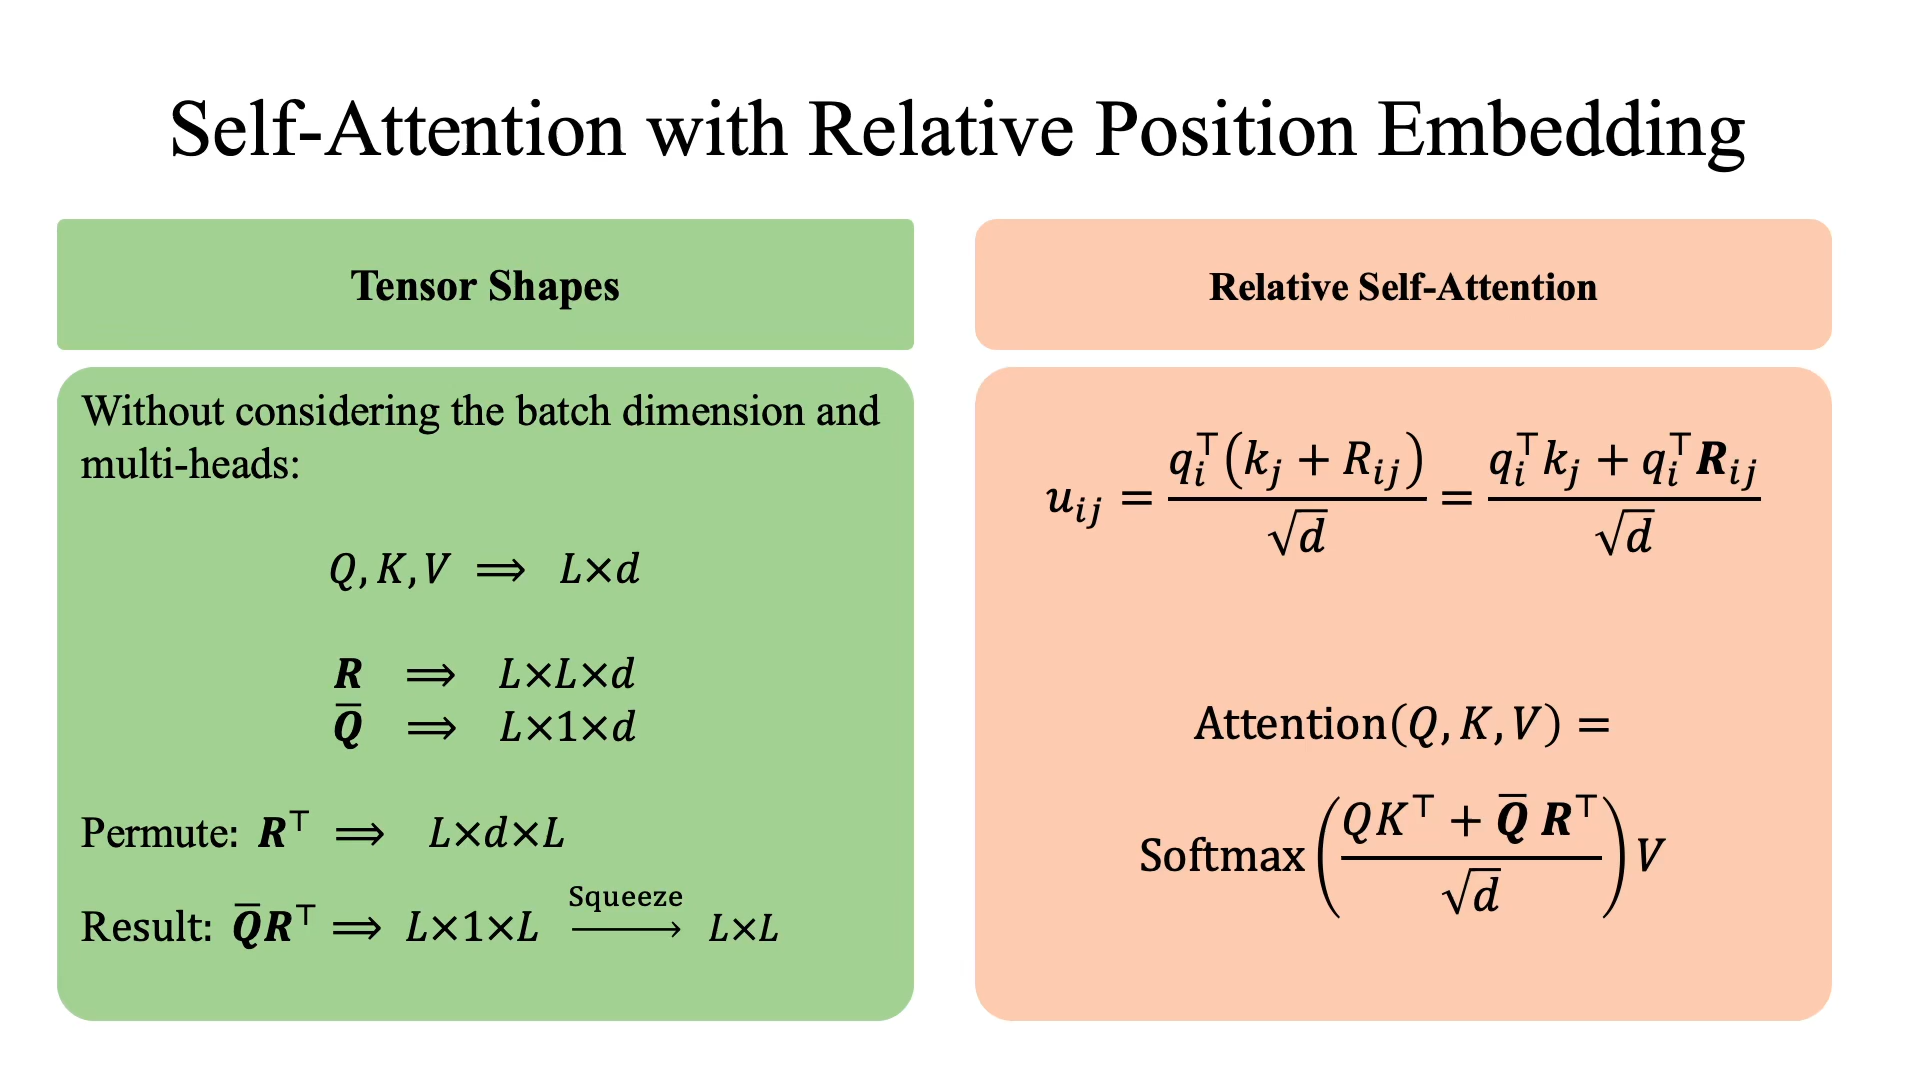 Self-Attention with Relative Position Embedding
Tensor Shapes
Without considering the batch dimension and
multi-heads:
Q, K, V ⟹ L×d
R ⟹ L×L×d
Q̅ ⟹ L×1×d
Permute: R⊤ ⟹ L×d×L
Result: Q̅R⊤ ⟹ L×1×L Squeeze⟶ L×L
Relative Self-Attention
u_ij = q_i⊤(k_j + R_ij) / √d = (q_i⊤k_j + q_i⊤R_ij) / √d
Attention(Q, K, V) =
Softmax((QK⊤ + Q̅ R⊤) / √d) V